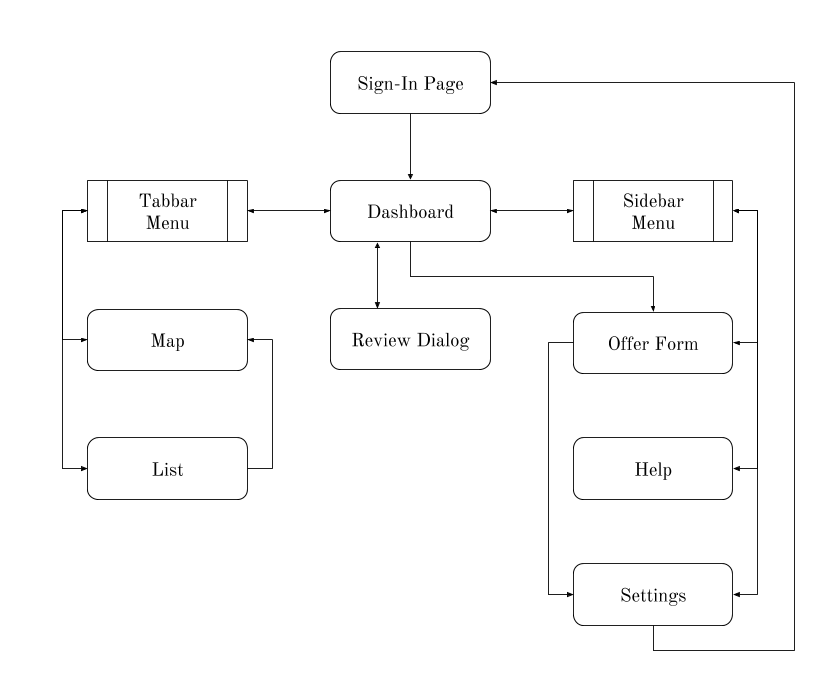 Sign-In Page
Tabbar
Menu
Dashboard
Sidebar
Menu
Map
Review Dialog
Offer Form
List
Help
Settings